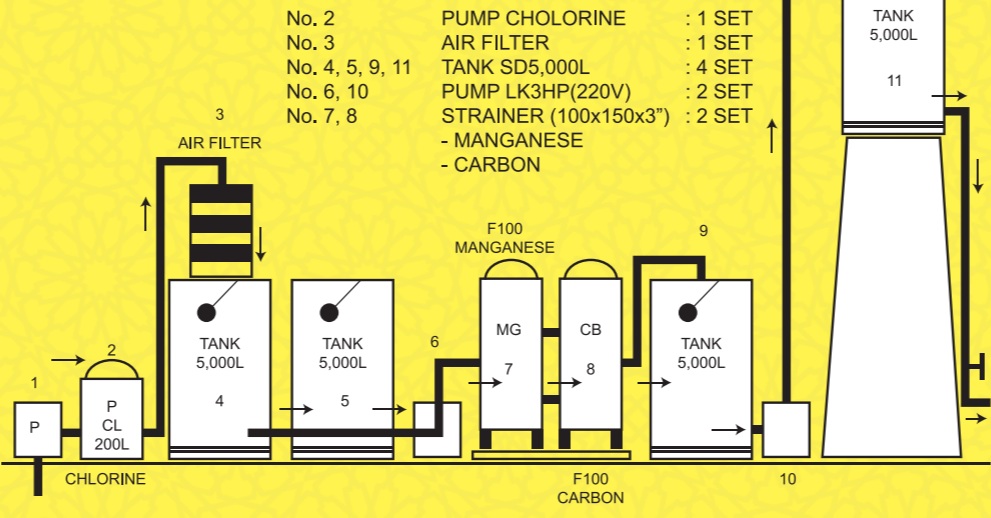 No. 2 PUMP CHOLORINE : 1 SET
No. 3 AIR FILTER : 1 SET
No. 4, 5, 9, 11 TANK SD5,000L : 4 SET
No. 6, 10 PUMP LK3HP(220V) : 2 SET
No. 7, 8 STRAINER (100x150x3”) : 2 SET
- MANGANESE
- CARBON
TANK
5,000L
11
3
AIR FILTER
F100
MANGANESE
9
1
P
2
P
CL
200L
CHLORINE
TANK
5,000L
4
TANK
5,000L
5
6
MG
7
CB
8
F100
CARBON
TANK
5,000L
10